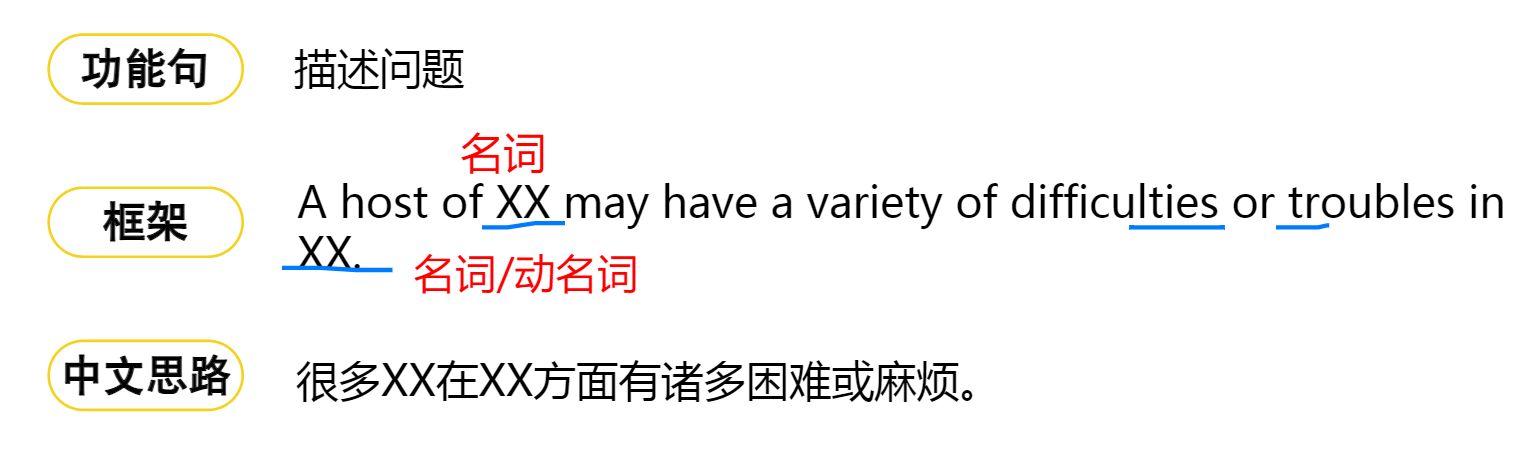 功能句 描述问题
名词
框架 A host of XX may have a variety of difficulties or troubles in
XX. 名词/动名词
中文思路 很多XX在XX方面有诸多困难或麻烦。